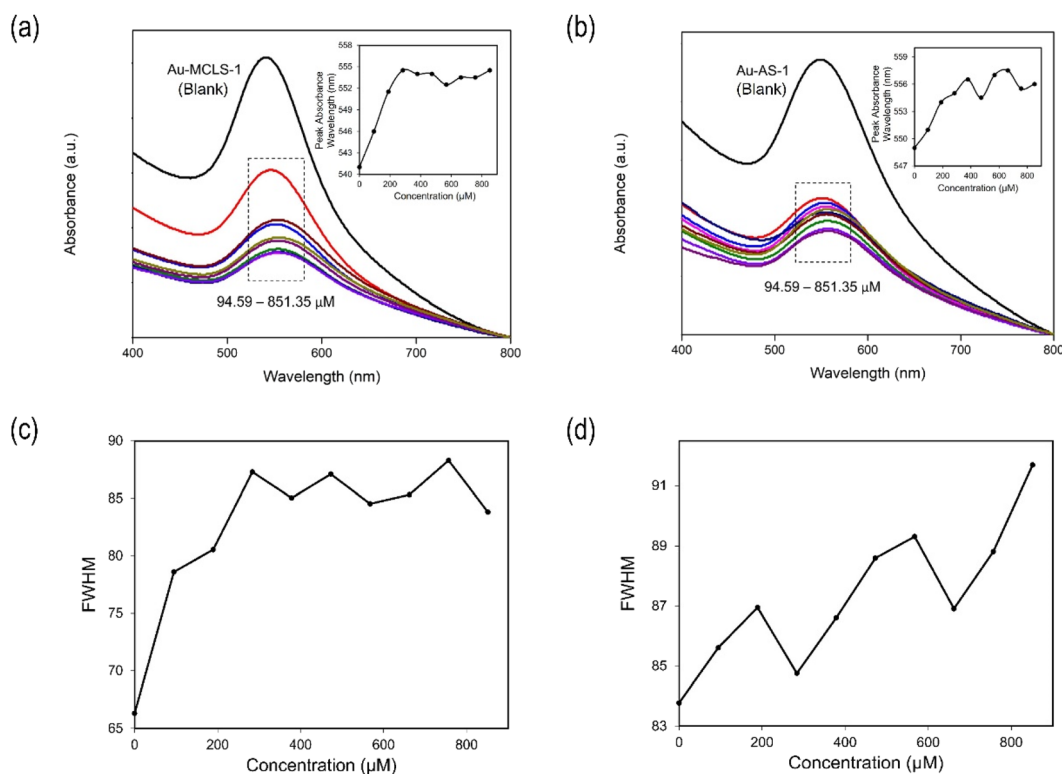 (a)
Au-MCLS-1
(Blank)
94.59 – 851.35 µM
Absorbance (a.u.)
400
500
600
700
800
Wavelength (nm)
558
555
552
549
546
543
540
Peak Absorbance
Wavelength (nm)
0
200
400
600
800
Concentration (µM)
(b)
Au-AS-1
(Blank)
94.59 – 851.35 µM
Absorbance (a.u.)
400
500
600
700
800
Wavelength (nm)
559
556
553
550
547
Peak Absorbance
Wavelength (nm)
0
200
400
600
800
Concentration (µM)
(c)
90
85
80
75
70
65
FWHM
0
200
400
600
800
Concentration (µM)
(d)
91
89
87
85
83
FWHM
0
200
400
600
800
Concentration (µM)